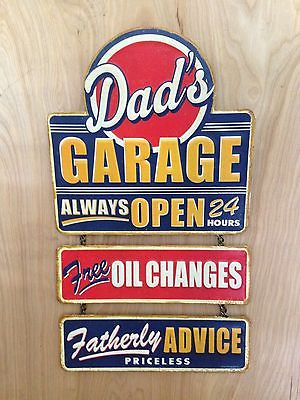 Dad's
GARAGE
ALWAYS OPEN 24 HOURS
Free OIL CHANGES
Fatherly ADVICE
PRICELESS